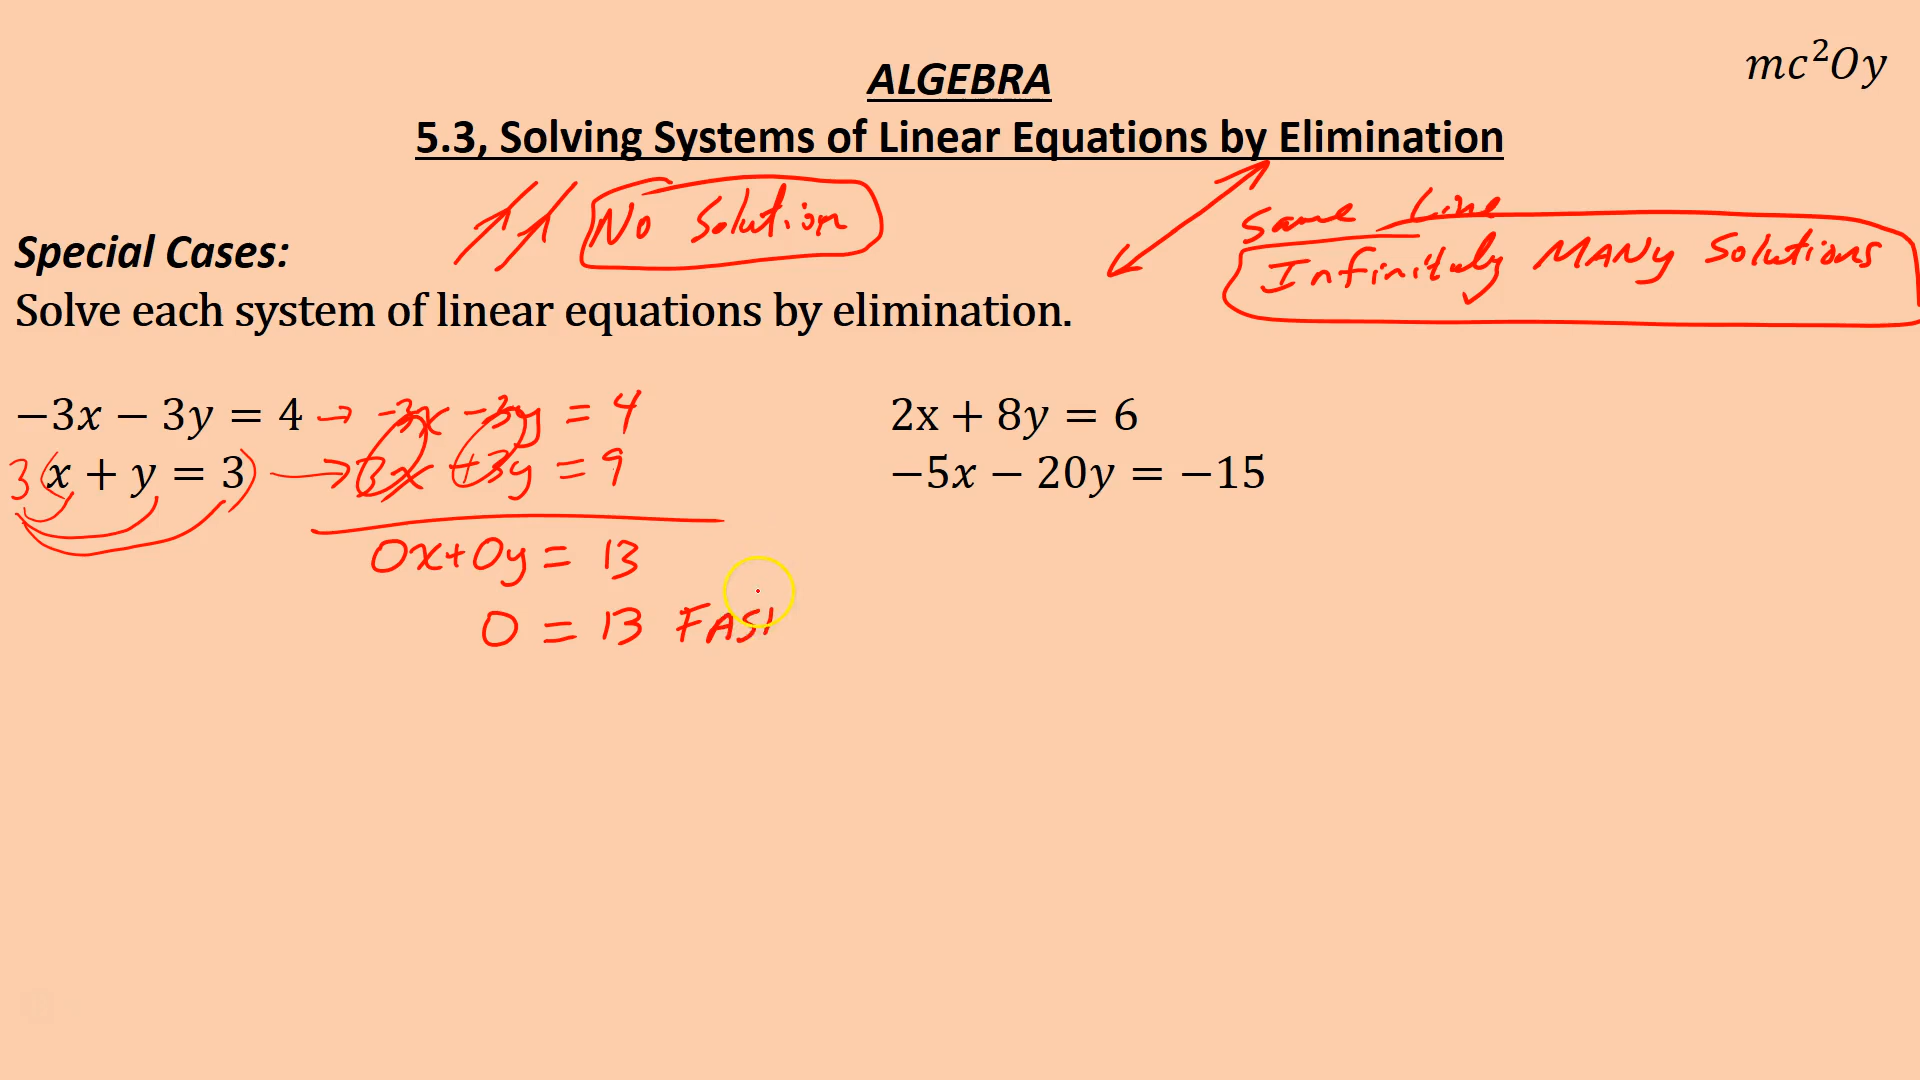 mc²Oy
ALGEBRA
5.3, Solving Systems of Linear Equations by Elimination
No Solution
Same Line
Infinitely MANy Solutions
Special Cases:
Solve each system of linear equations by elimination.
−3x − 3y = 4 → -3x - 3y = 4
3(x + y = 3) → 3x + 3y = 9
0x + 0y = 13
0 = 13 FAS
2x + 8y = 6
−5x − 20y = −15